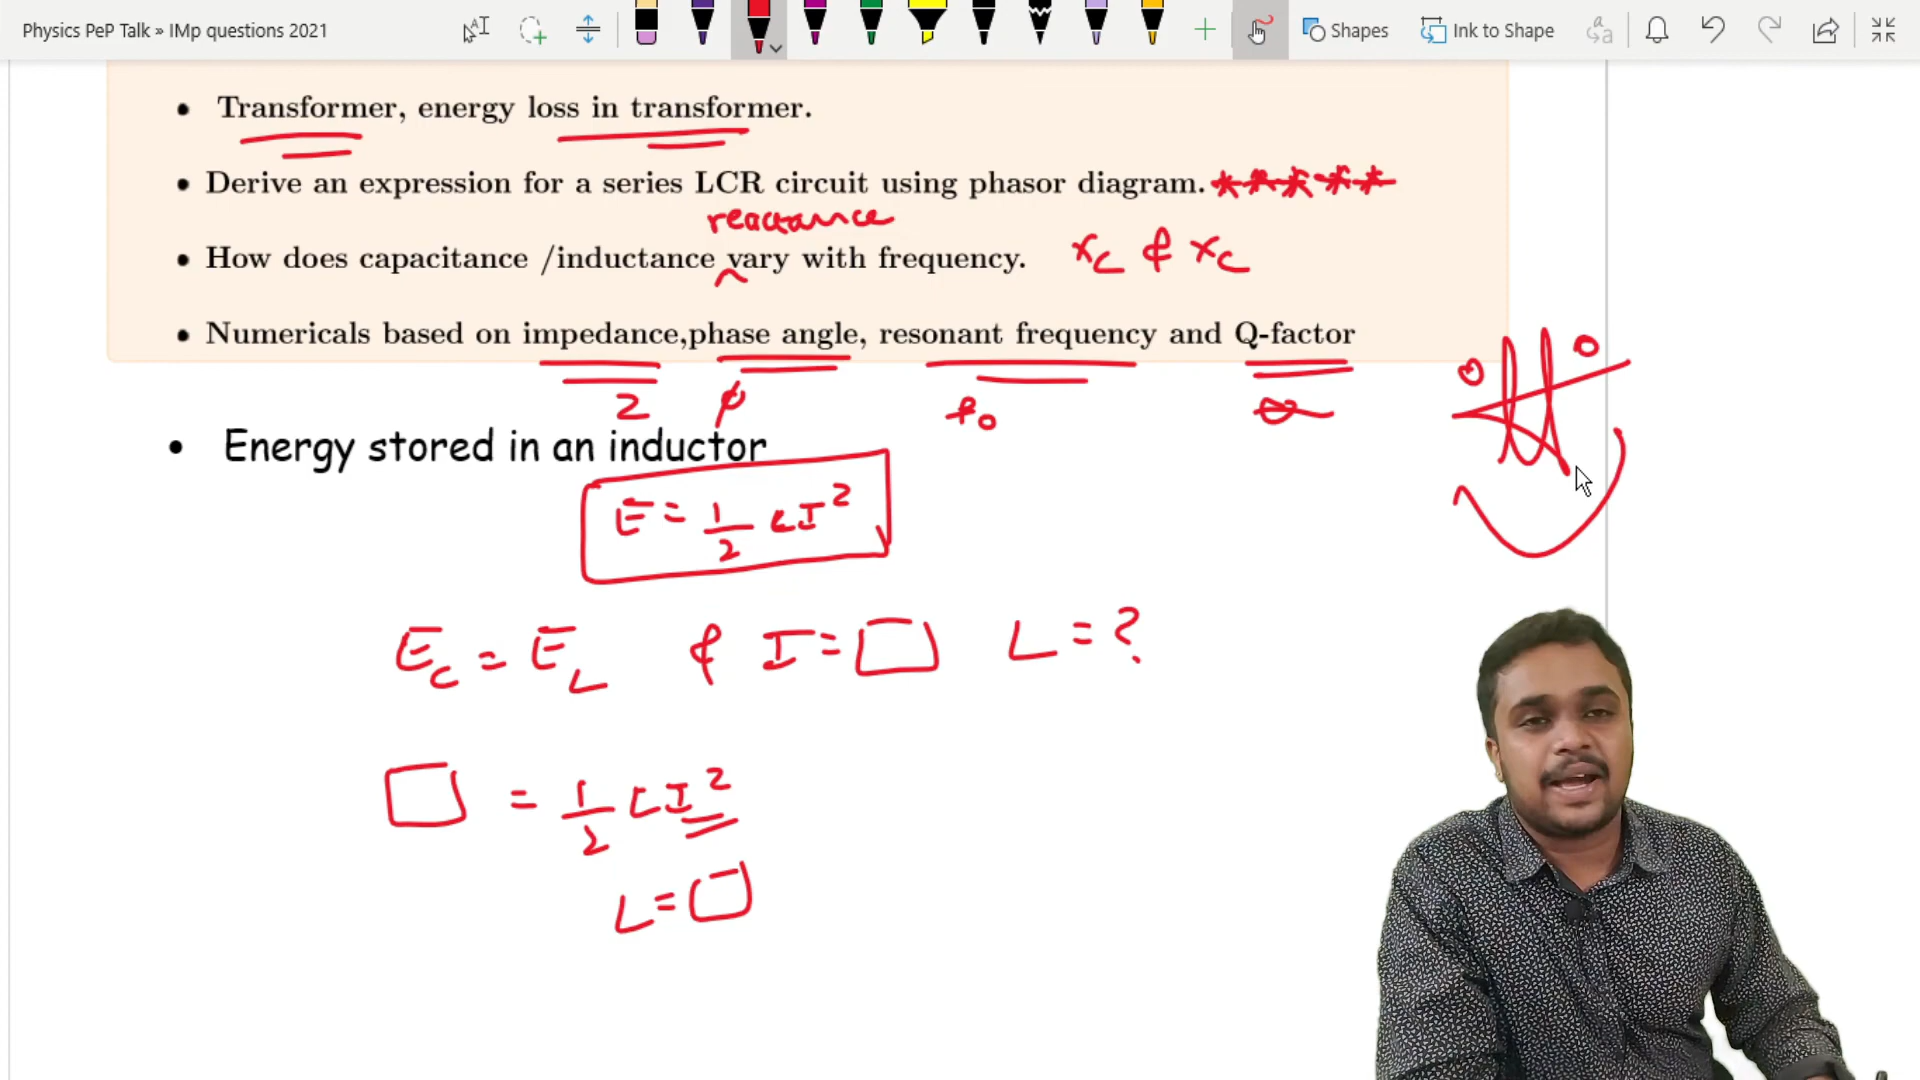 Physics PeP Talk » IMp questions 2021
Shapes
Ink to Shape
• Transformer, energy loss in transformer.
• Derive an expression for a series LCR circuit using phasor diagram. *****
reactance
• How does capacitance /inductance ^ vary with frequency. XC & XC
• Numericals based on impedance,phase angle, resonant frequency and Q-factor
Z ϕ f0
• Energy stored in an inductor
E = 1/2 LI²
EC = EL & I = □ L = ?
□ = 1/2 LI²
L = □